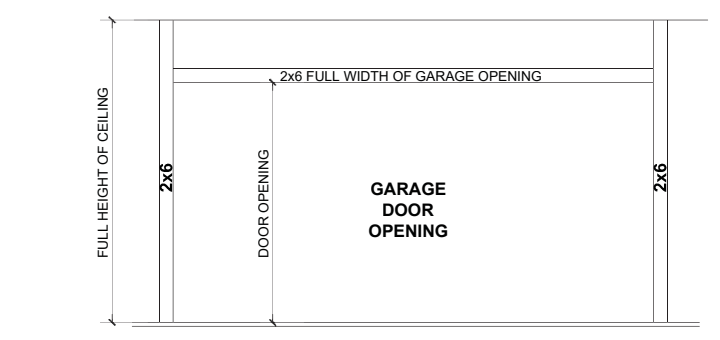 2x6 FULL WIDTH OF GARAGE OPENING
FULL HEIGHT OF CEILING
2x6
DOOR OPENING
GARAGE
DOOR
OPENING
2x6